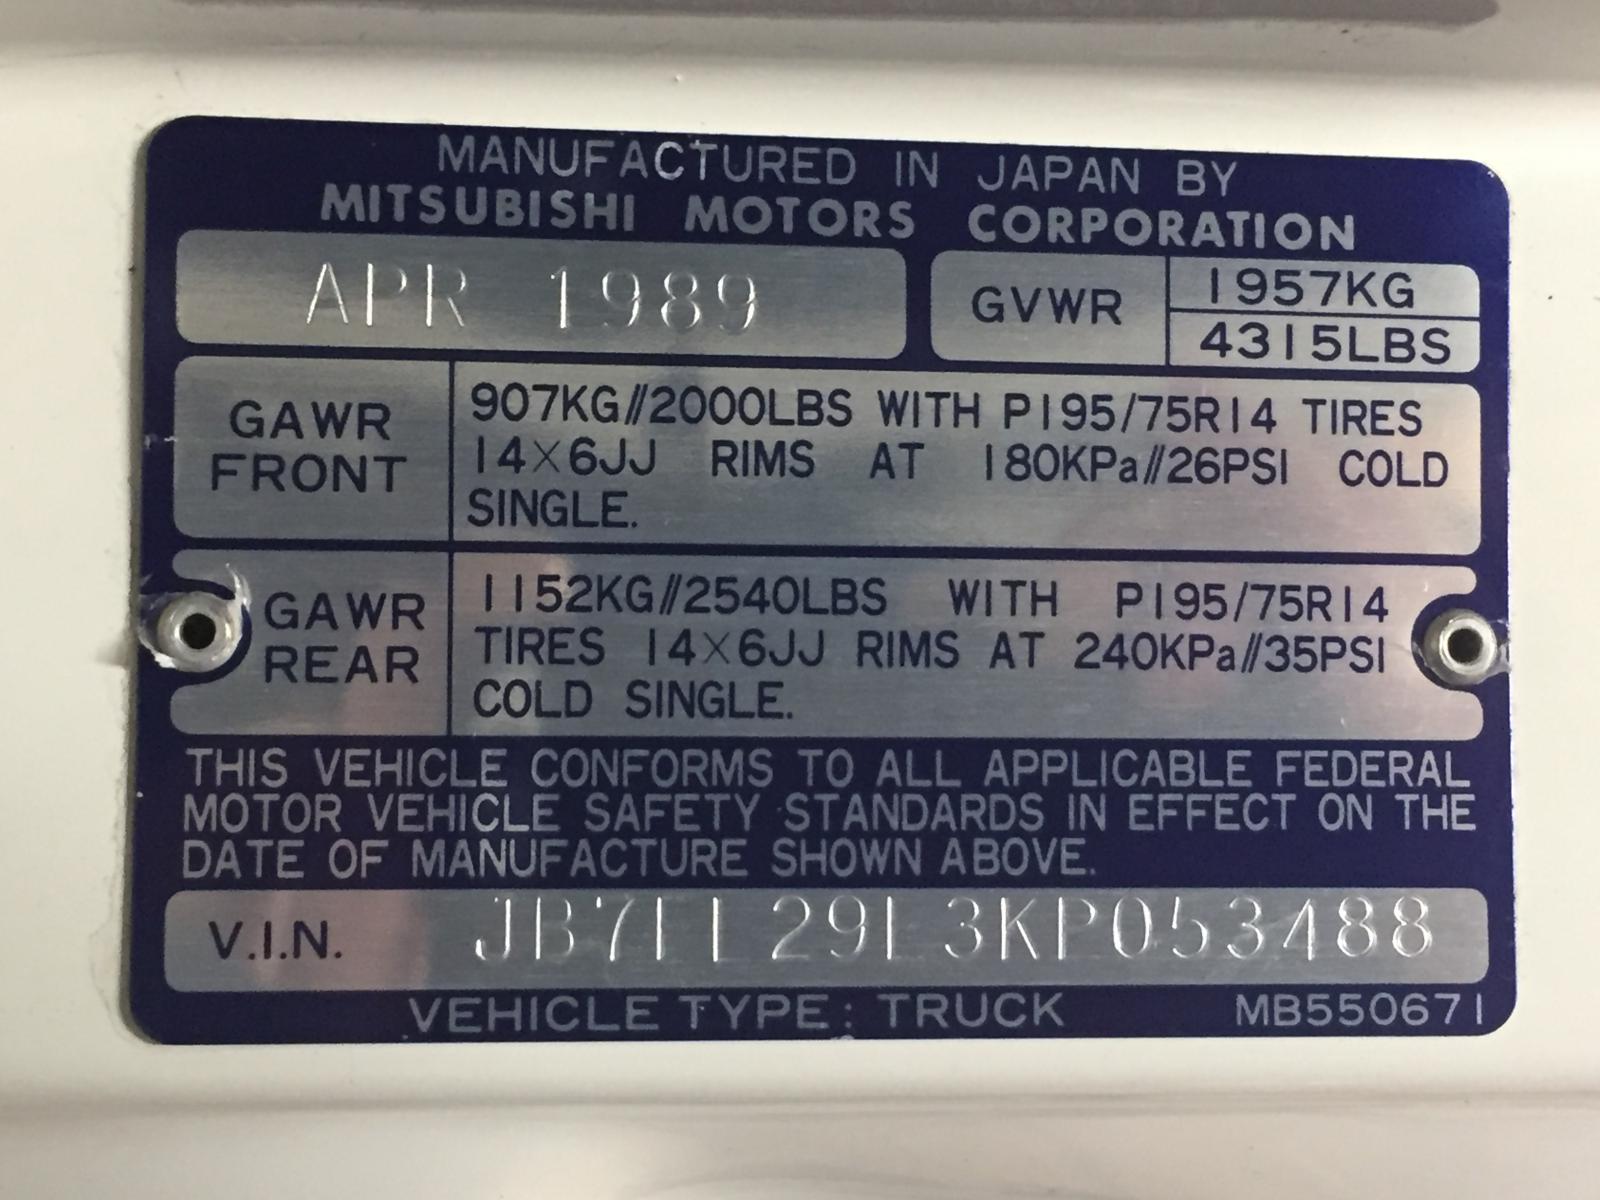 MANUFACTURED IN JAPAN BY
MITSUBISHI MOTORS CORPORATION
APR 1989
GVWR
1957KG
4315LBS
GAWR
FRONT
907KG//2000LBS WITH P195/75R14 TIRES
14×6JJ RIMS AT 180KPa//26PSI COLD
SINGLE.
GAWR
REAR
1152KG//2540LBS WITH P195/75R14
TIRES 14×6JJ RIMS AT 240KPa//35PSI
COLD SINGLE.
THIS VEHICLE CONFORMS TO ALL APPLICABLE FEDERAL
MOTOR VEHICLE SAFETY STANDARDS IN EFFECT ON THE
DATE OF MANUFACTURE SHOWN ABOVE.
V.I.N. JB7FL29E3KP053488
VEHICLE TYPE: TRUCK MB550671